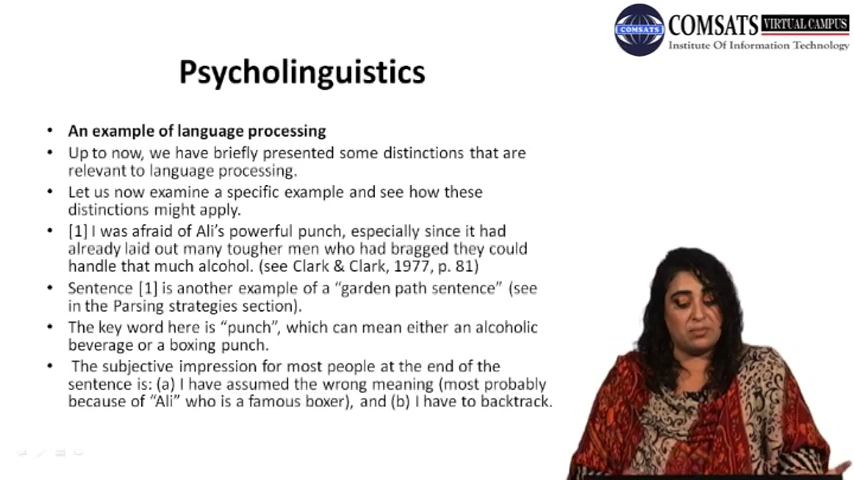 COMSATS VIRTUAL CAMPUS
COMSATS
Institute Of Information Technology
Psycholinguistics
• An example of language processing
• Up to now, we have briefly presented some distinctions that are
relevant to language processing.
• Let us now examine a specific example and see how these
distinctions might apply.
• [1] I was afraid of Ali's powerful punch, especially since it had
already laid out many tougher men who had bragged they could
handle that much alcohol. (see Clark & Clark, 1977, p. 81)
• Sentence [1] is another example of a “garden path sentence” (see
in the Parsing strategies section).
• The key word here is “punch”, which can mean either an alcoholic
beverage or a boxing punch.
• The subjective impression for most people at the end of the
sentence is: (a) I have assumed the wrong meaning (most probably
because of “Ali” who is a famous boxer), and (b) I have to backtrack.